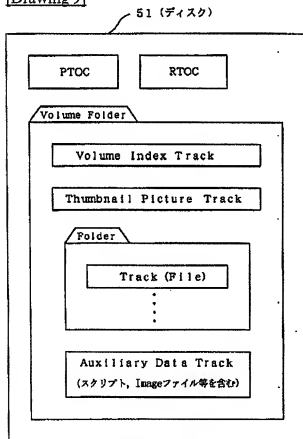 [Drawing 9]
51 (ディスク)
PTOC
RTOC
Volume Folder
Volume Index Track
Thumbnail Picture Track
Folder
Track (File)
Auxiliary Data Track
(スクリプト, Imageファイル等を含む)